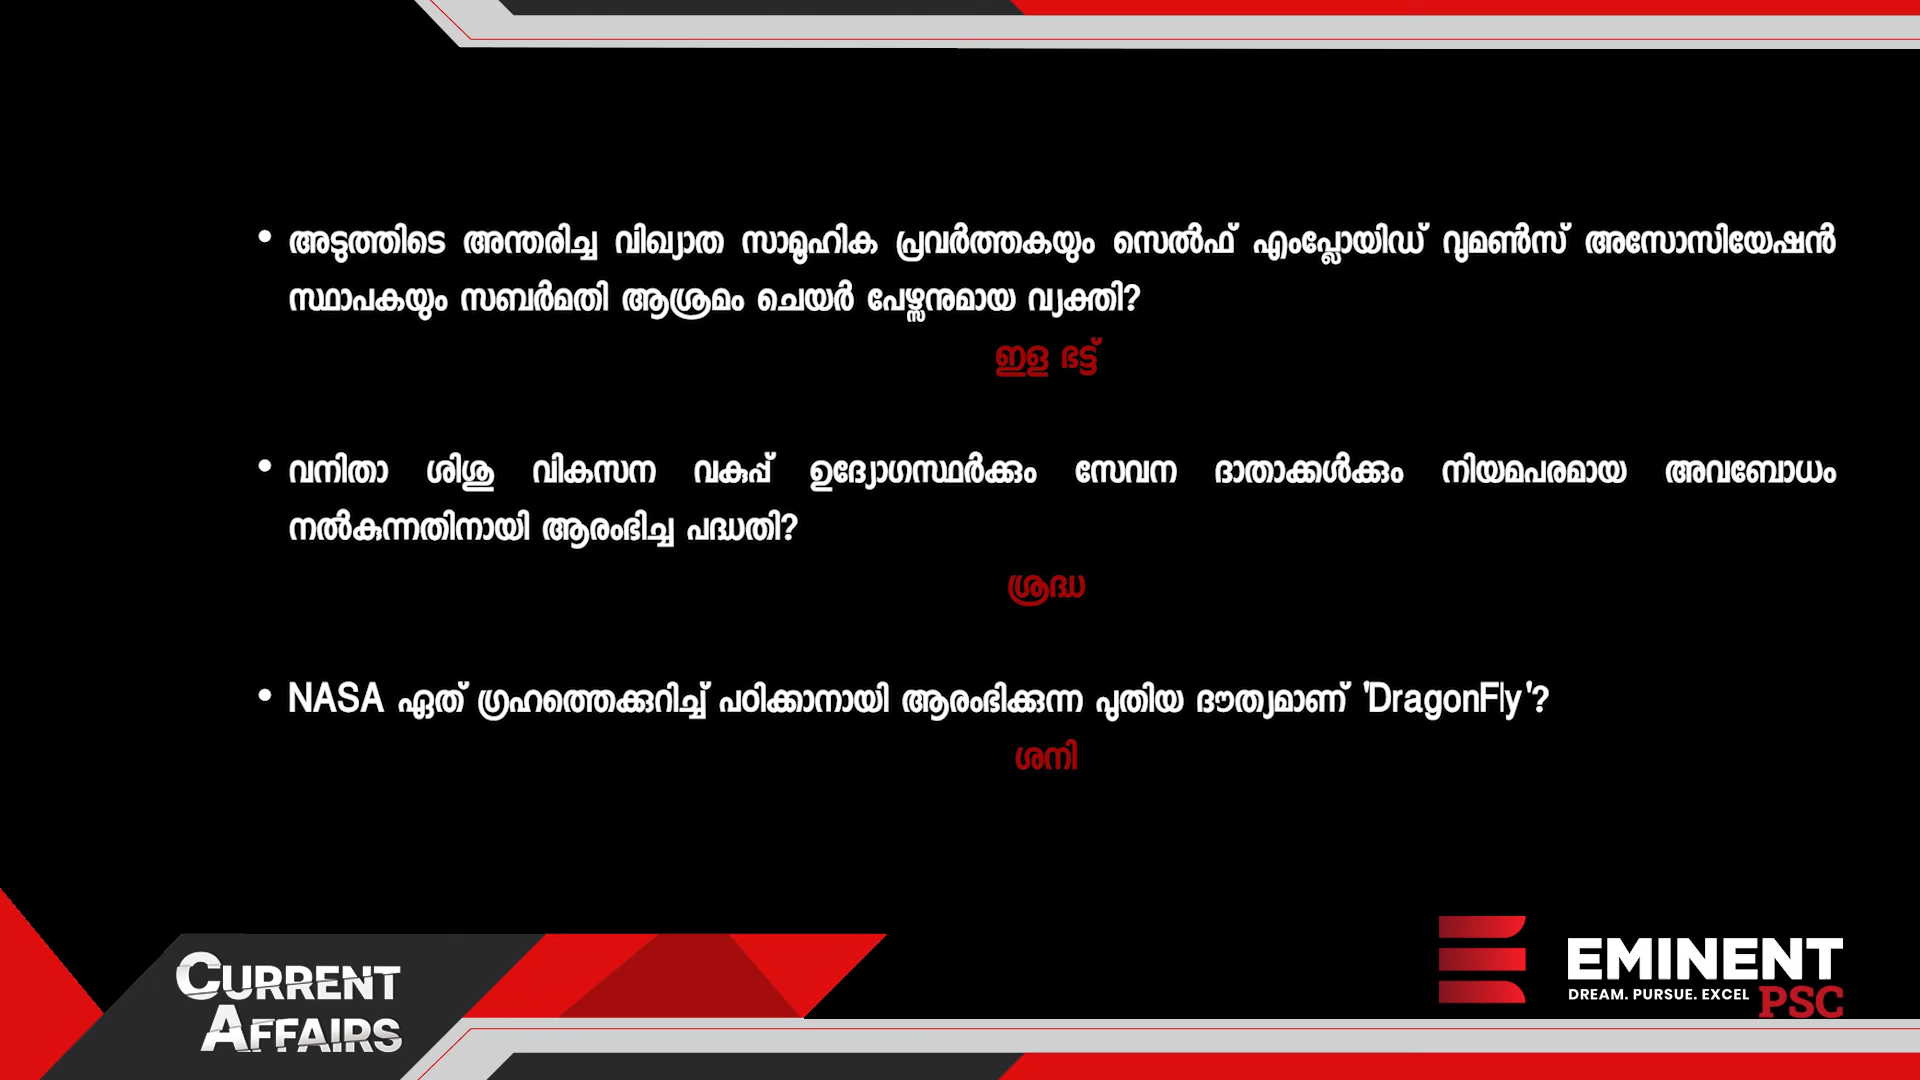 • അടുത്തിടെ അന്തരിച്ച വിഖ്യാത സാമൂഹിക പ്രവർത്തകയും സെൽഫ് എംപ്ലോയിഡ് വുമൺസ് അസോസിയേഷൻ
സ്ഥാപകയും സബർമതി ആശ്രമം ചെയർ പേഴ്സനുമായ വ്യക്തി?
ഇള ഭട്ട്
• വനിതാ ശിശു വികസന വകുപ്പ് ഉദ്യോഗസ്ഥർക്കും സേവന ദാതാക്കൾക്കും നിയമപരമായ അവബോധം
നൽകുന്നതിനായി ആരംഭിച്ച പദ്ധതി?
ശ്രദ്ധ
• NASA ഏത് ഗ്രഹത്തെക്കുറിച്ച് പഠിക്കാനായി ആരംഭിക്കുന്ന പുതിയ ദൗത്യമാണ് 'DragonFly'?
ശനി
CURRENT
AFFAIRS
EMINENT
DREAM. PURSUE. EXCEL PSC